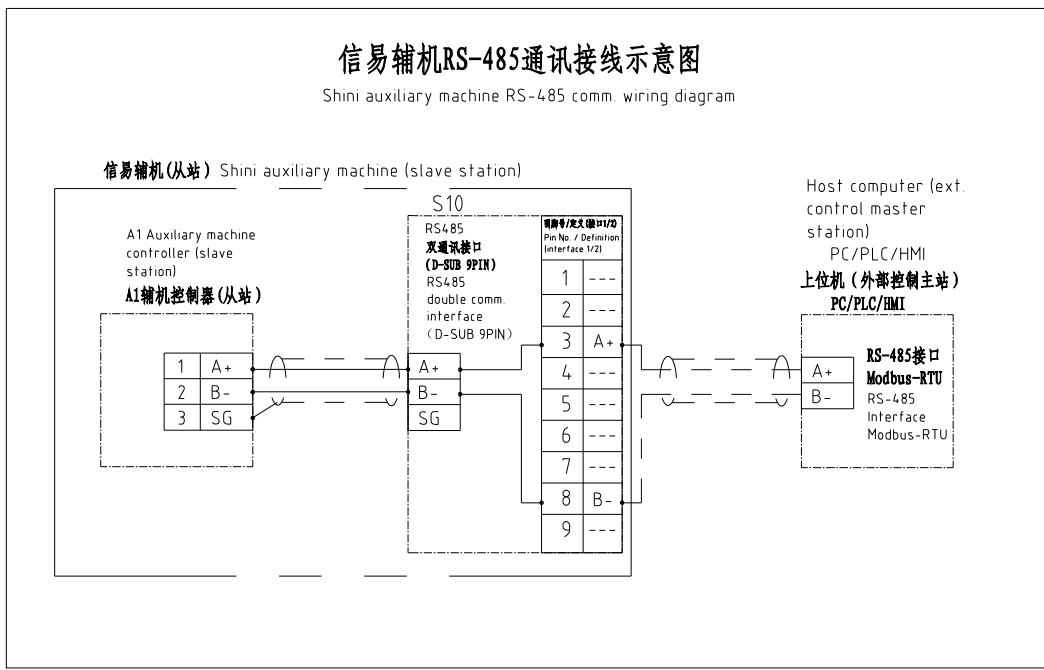 信易辅机RS-485通讯接线示意图
Shini auxiliary machine RS-485 comm. wiring diagram
信易辅机(从站) Shini auxiliary machine (slave station)
A1 Auxiliary machine
controller (slave
station)
A1辅机控制器(从站)
1 A+
2 B-
3 SG
S10
RS485
双通讯接口
(D-SUB 9PIN)
RS485
double comm.
interface
(D-SUB 9PIN)
A+
B-
SG
Pin No. / Definition
(interface 1/2)
1 ---
2 ---
3 A+
4 ---
5 ---
6 ---
7 ---
8 B-
9 ---
Host computer (ext.
control master
station)
PC/PLC/HMI
上位机(外部控制主站)
PC/PLC/HMI
A+
B-
RS-485接口
Modbus-RTU
RS-485
Interface
Modbus-RTU